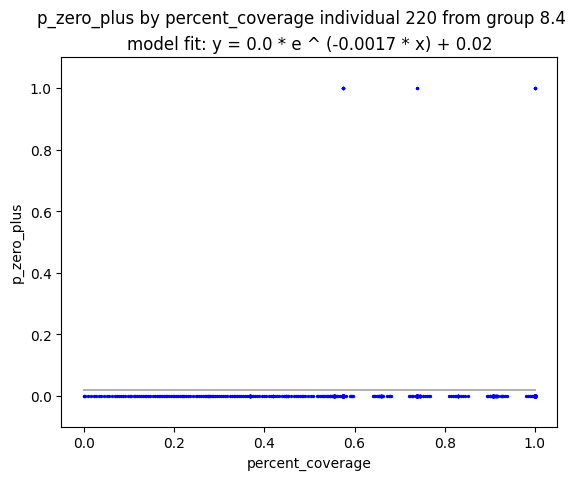 p_zero_plus by percent_coverage individual 220 from group 8.4
model fit: y = 0.0 * e ^ (-0.0017 * x) + 0.02
1.0
0.8
0.6
0.4
0.2
0.0
p_zero_plus
0.0 0.2 0.4 0.6 0.8 1.0
percent_coverage